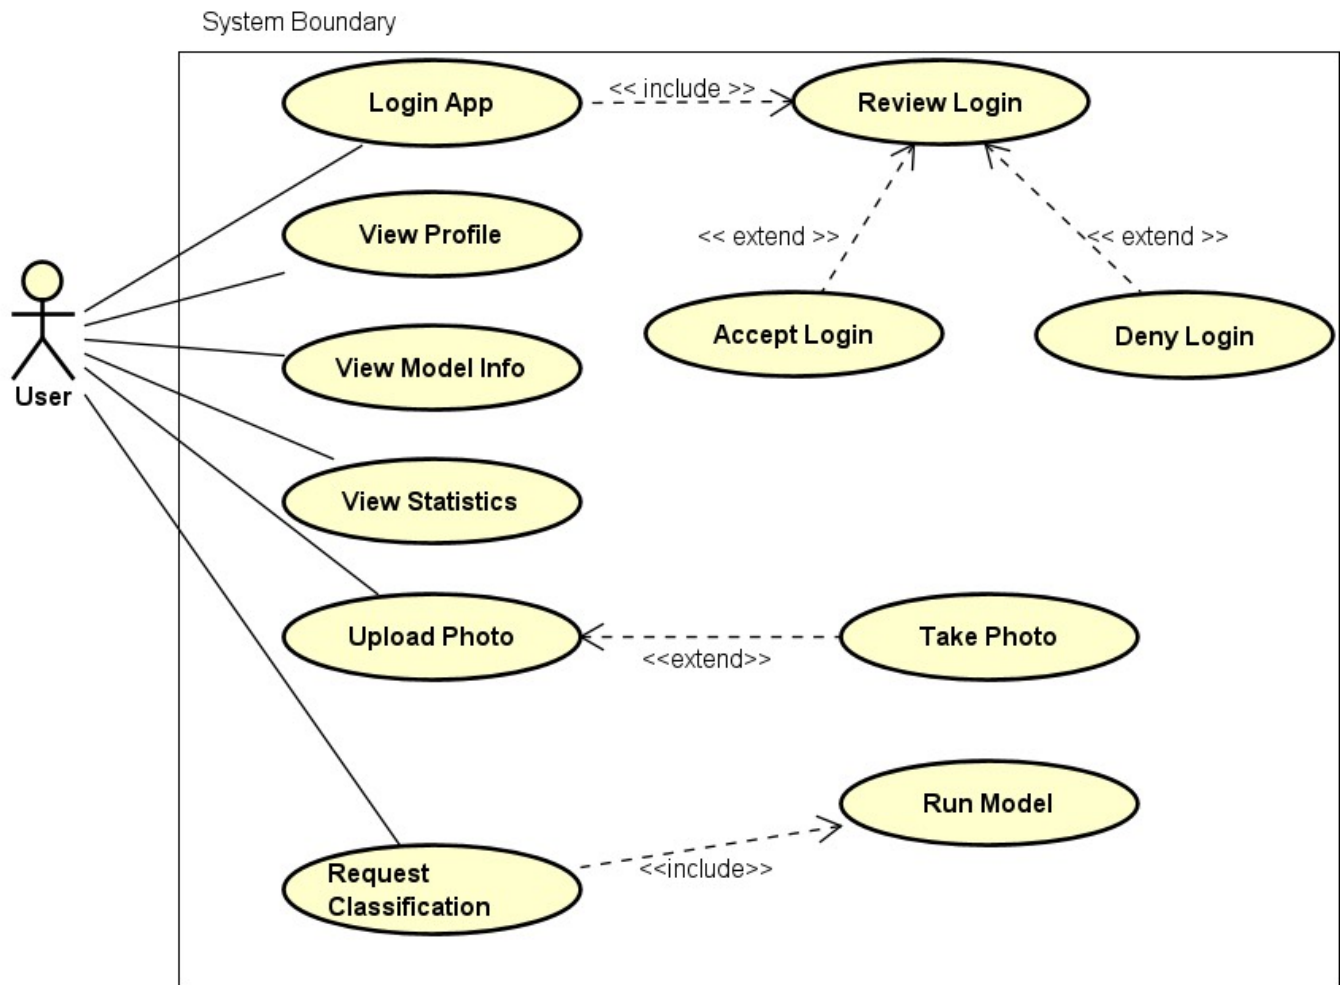 System Boundary
Login App
<< include >>
Review Login
View Profile
<< extend >>
<< extend >>
Accept Login
Deny Login
View Model Info
User
View Statistics
Upload Photo
<<extend>>
Take Photo
Run Model
<<include>>
Request
Classification